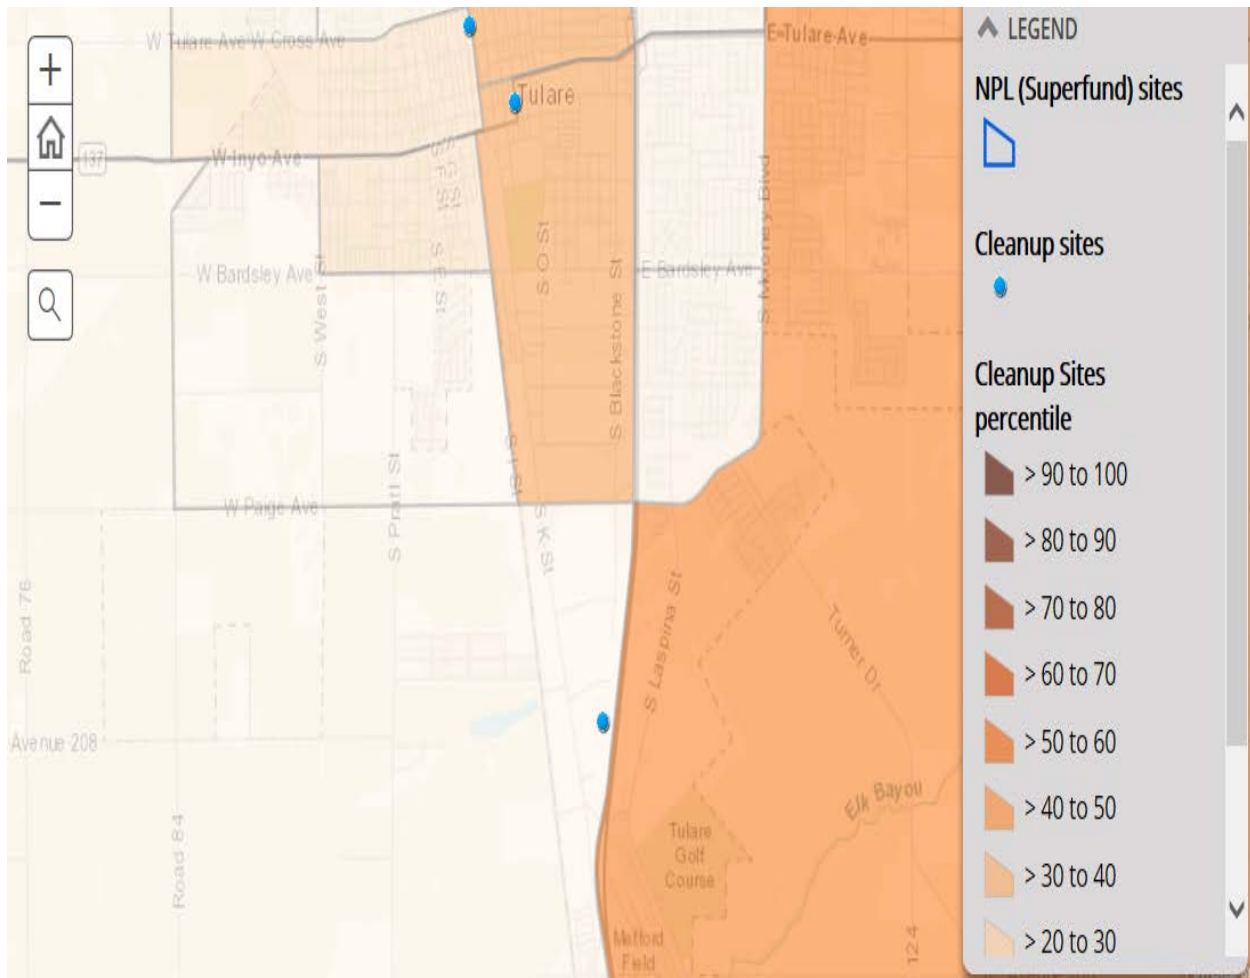 W Tulare Ave W Cross Ave
E Tulare Ave
Tulare
137
W Inyo Ave
S G St
S F St
S E St
S O St
S Mooney Blvd
W Bardsley Ave
E Bardsley Ave
S West St
S Blackstone St
S Pratt St
S I St
S K St
W Paige Ave
Road 76
S Laspina St
Turner Dr
Avenue 208
Elk Bayou
Road 84
Tulare
Golf
Course
Mefford
Field
124
LEGEND
NPL (Superfund) sites
Cleanup sites
Cleanup Sites
percentile
> 90 to 100
> 80 to 90
> 70 to 80
> 60 to 70
> 50 to 60
> 40 to 50
> 30 to 40
> 20 to 30